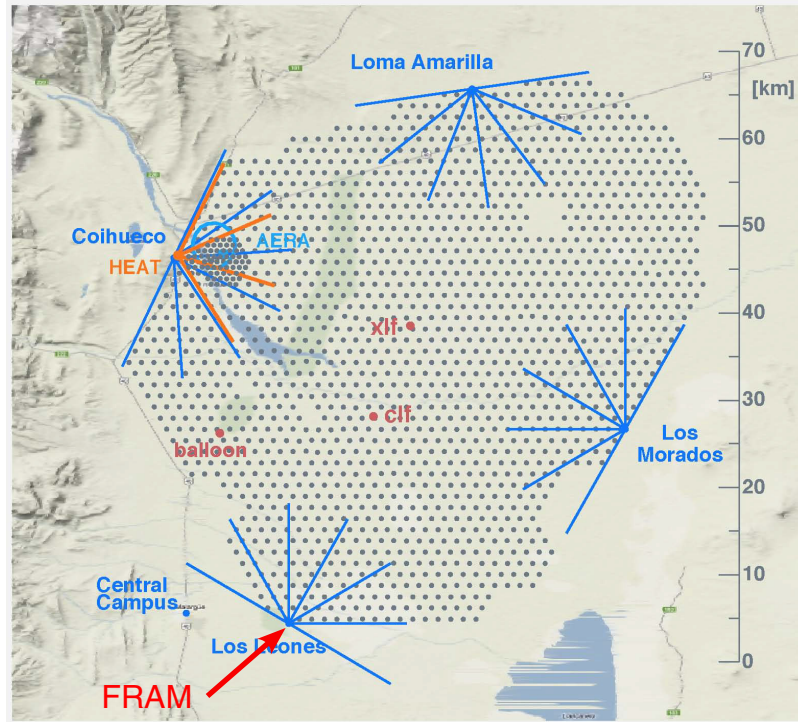 Loma Amarilla
70
[km]
60
Coihueco
AERA
50
HEAT
xlf
40
clf
30
balloon
Los
Morados
20
10
Central
Campus
Los Leones
0
FRAM